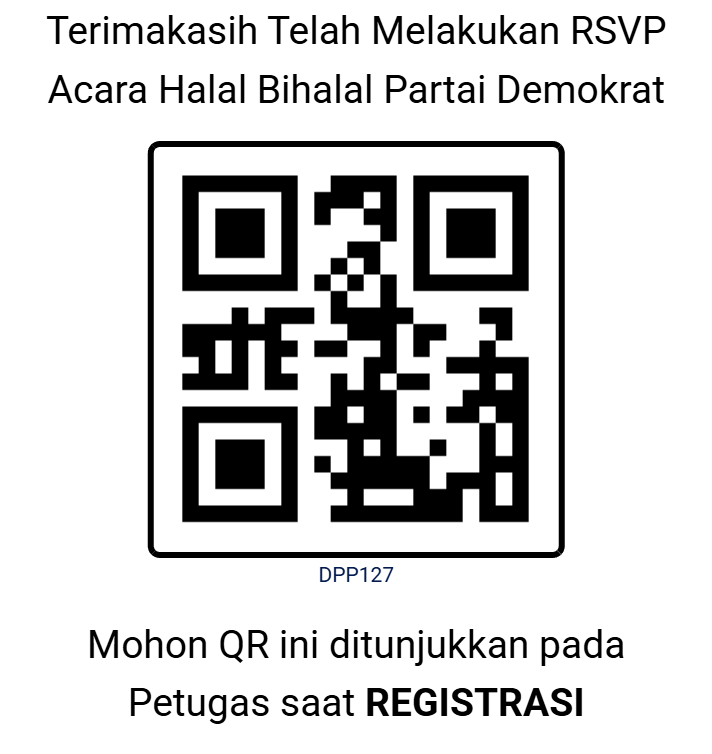 Terimakasih Telah Melakukan RSVP
Acara Halal Bihalal Partai Demokrat
DPP127
Mohon QR ini ditunjukkan pada
Petugas saat REGISTRASI